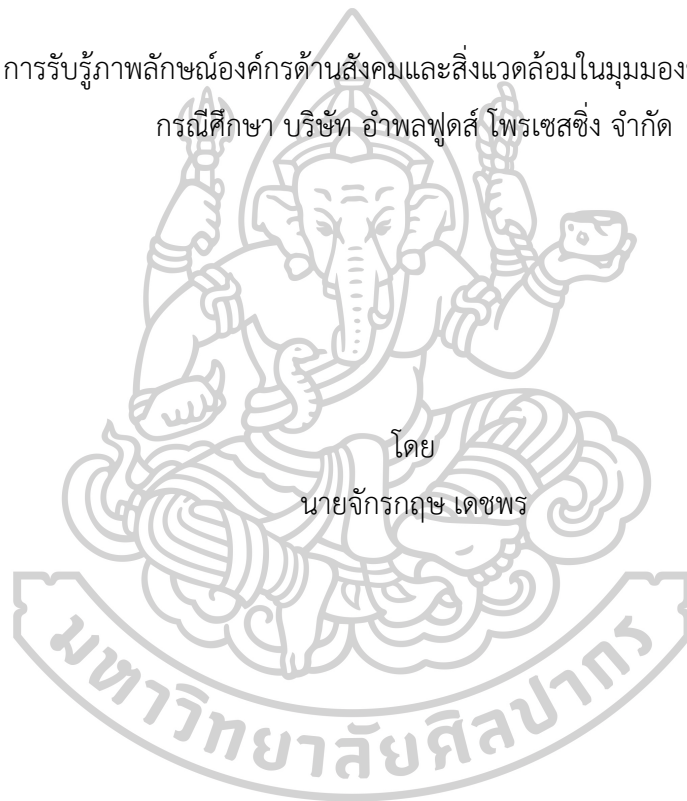 การรับรู้ภาพลักษณ์องค์กรด้านสังคมและสิ่งแวดล้อมในมุมมอง
กรณีศึกษา บริษัท อำพลฟูดส์ โพรเซสซิ่ง จำกัด
โดย
นายจักรกฤษ เดชพร
มหาวิทยาลัยศิลปากร